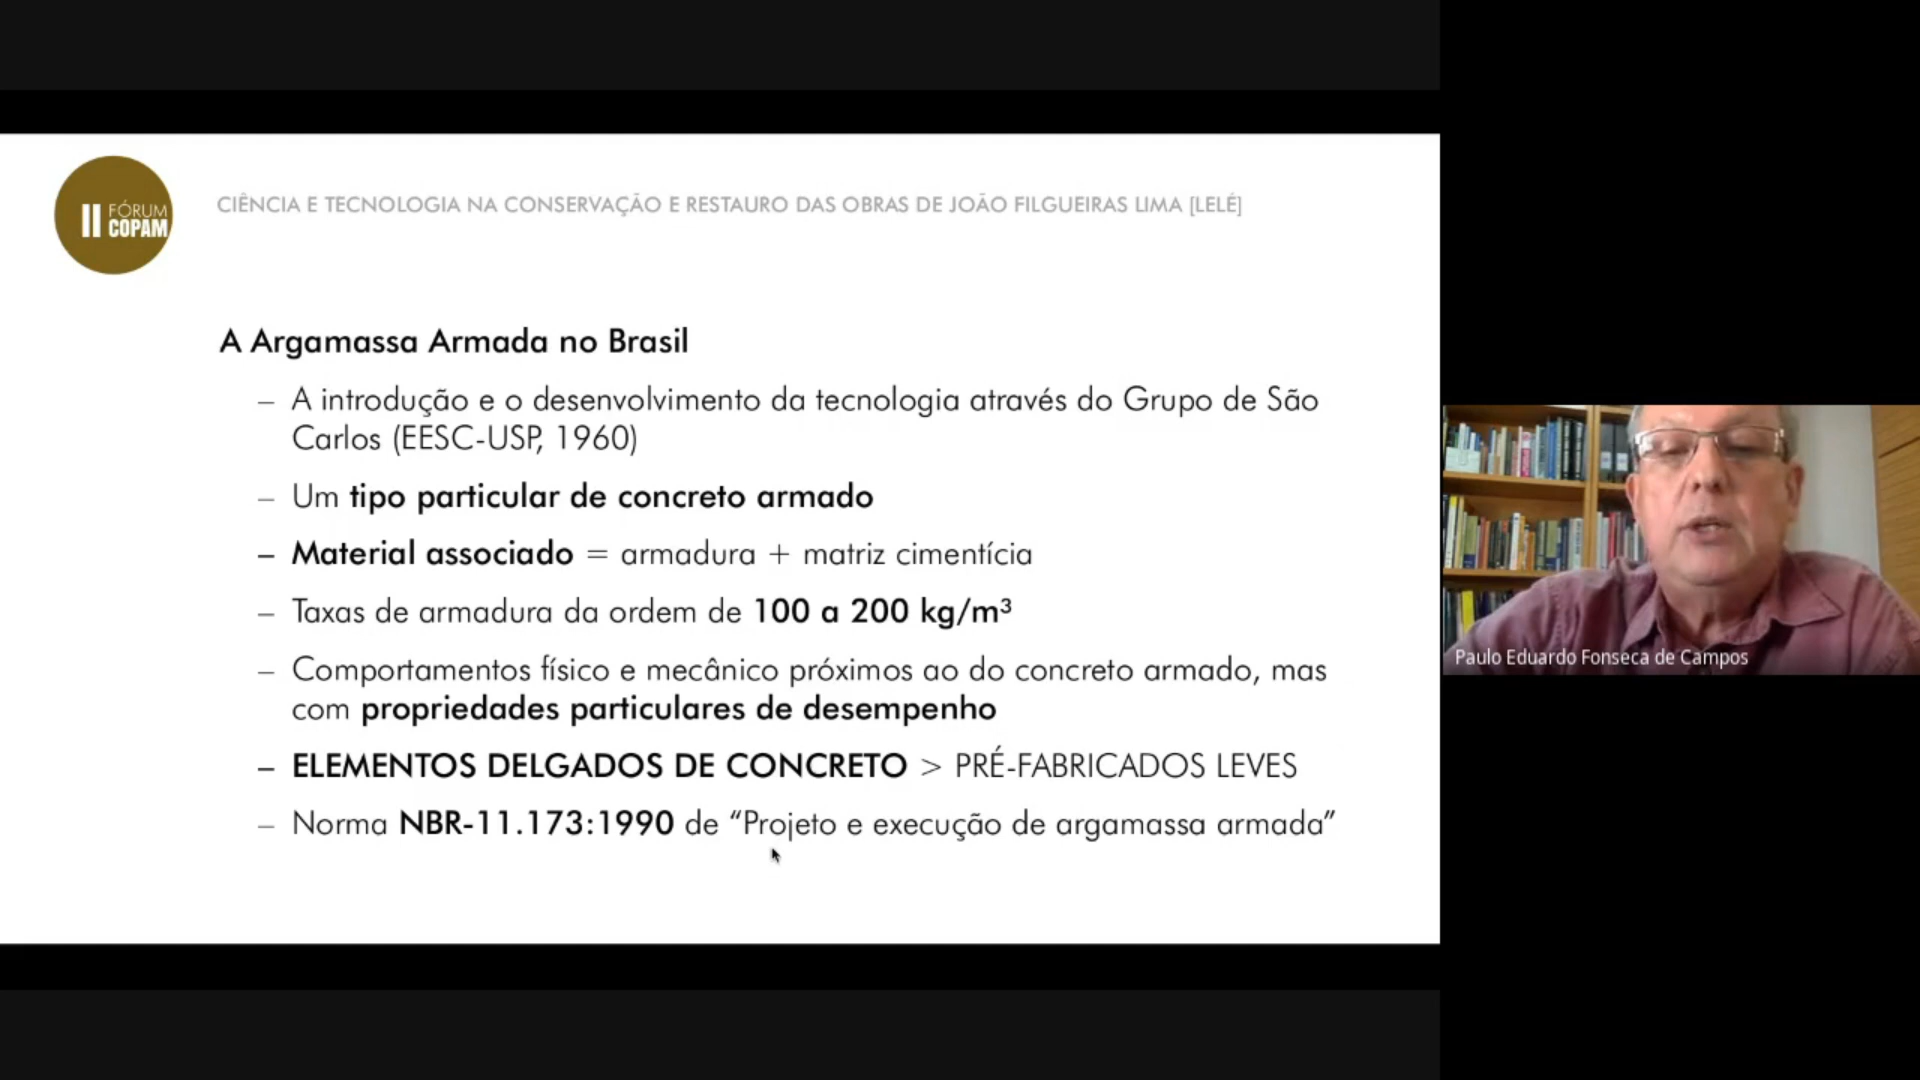 II FÓRUM
COPAM
CIÊNCIA E TECNOLOGIA NA CONSERVAÇÃO E RESTAURO DAS OBRAS DE JOÃO FILGUEIRAS LIMA [LELÉ]
A Argamassa Armada no Brasil
– A introdução e o desenvolvimento da tecnologia através do Grupo de São
Carlos (EESC-USP, 1960)
– Um tipo particular de concreto armado
– Material associado = armadura + matriz cimentícia
– Taxas de armadura da ordem de 100 a 200 kg/m³
– Comportamentos físico e mecânico próximos ao do concreto armado, mas
com propriedades particulares de desempenho
– ELEMENTOS DELGADOS DE CONCRETO > PRÉ-FABRICADOS LEVES
– Norma NBR-11.173:1990 de “Projeto e execução de argamassa armada”
Paulo Eduardo Fonseca de Campos